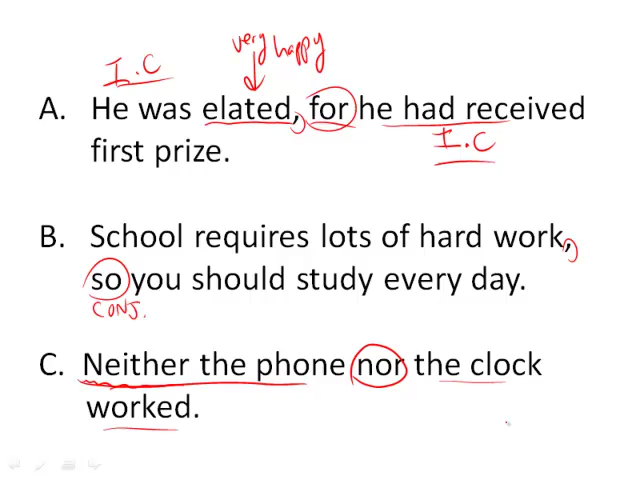 very happy
I.C
A. He was elated, for he had received
first prize.
I.C
B. School requires lots of hard work,
so you should study every day.
CONJ.
C. Neither the phone nor the clock
worked.